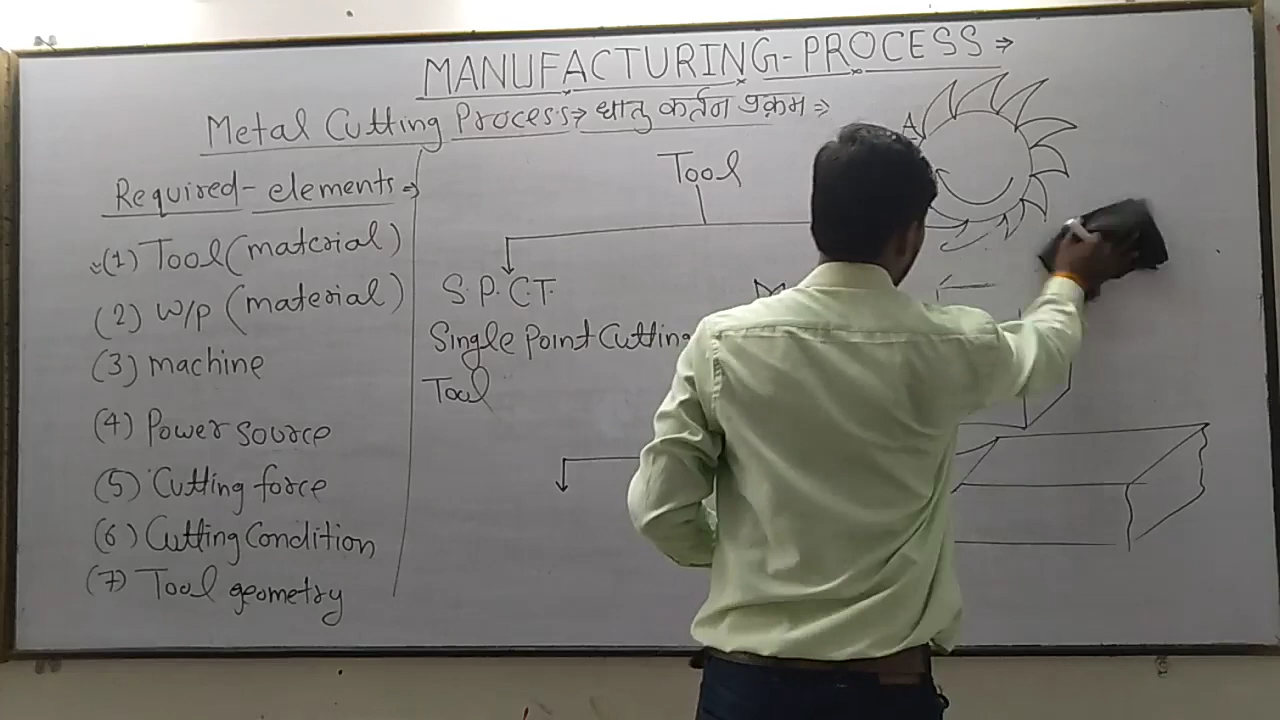 MANUFACTURING-PROCESS ⇒
Metal Cutting Process ⇒ धातु कर्तन प्रक्रम ⇒
Required- elements ⇒
(1) Tool (material)
(2) W/P (material)
(3) machine
(4) Power source
(5) Cutting force
(6) Cutting Condition
(7) Tool geometry
Tool
S.P.C.T.
Single Point Cutting
Tool